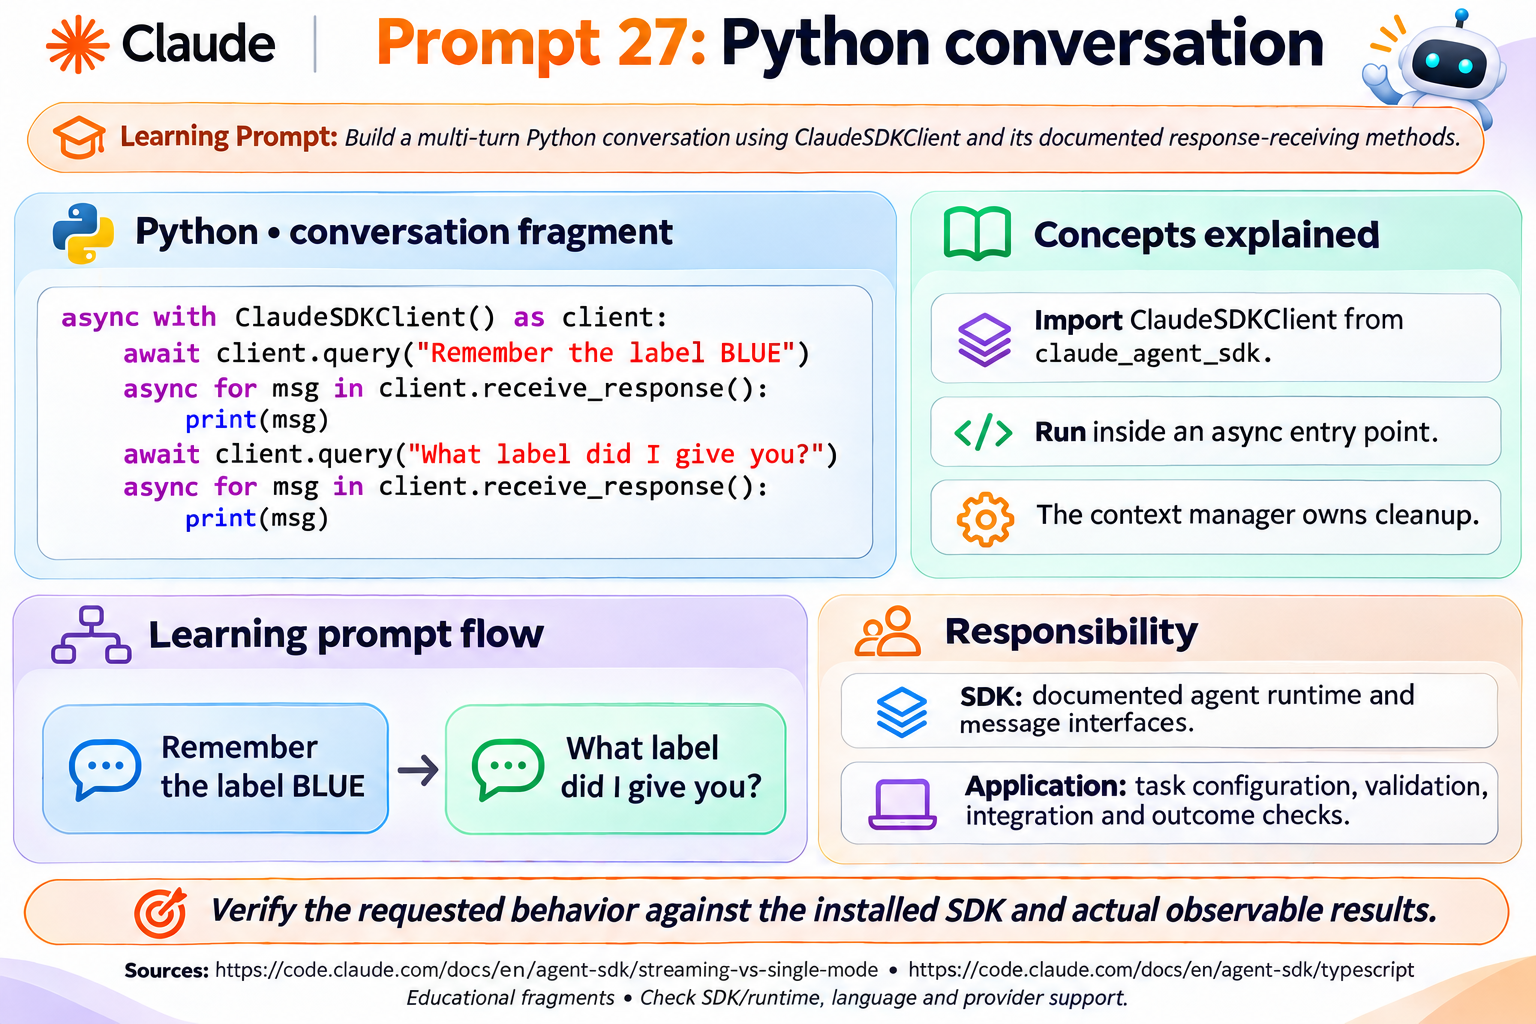 Claude
Prompt 27: Python conversation
Learning Prompt: Build a multi-turn Python conversation using ClaudeSDKClient and its documented response-receiving methods.
Python • conversation fragment
async with ClaudeSDKClient() as client:
    await client.query("Remember the label BLUE")
    async for msg in client.receive_response():
        print(msg)
    await client.query("What label did I give you?")
    async for msg in client.receive_response():
        print(msg)
Concepts explained
Import ClaudeSDKClient from
claude_agent_sdk.
</> Run inside an async entry point.
The context manager owns cleanup.
Learning prompt flow
Remember
the label BLUE
What label
did I give you?
Responsibility
SDK: documented agent runtime and
message interfaces.
Application: task configuration, validation,
integration and outcome checks.
Verify the requested behavior against the installed SDK and actual observable results.
Sources: https://code.claude.com/docs/en/agent-sdk/streaming-vs-single-mode • https://code.claude.com/docs/en/agent-sdk/typescript
Educational fragments • Check SDK/runtime, language and provider support.